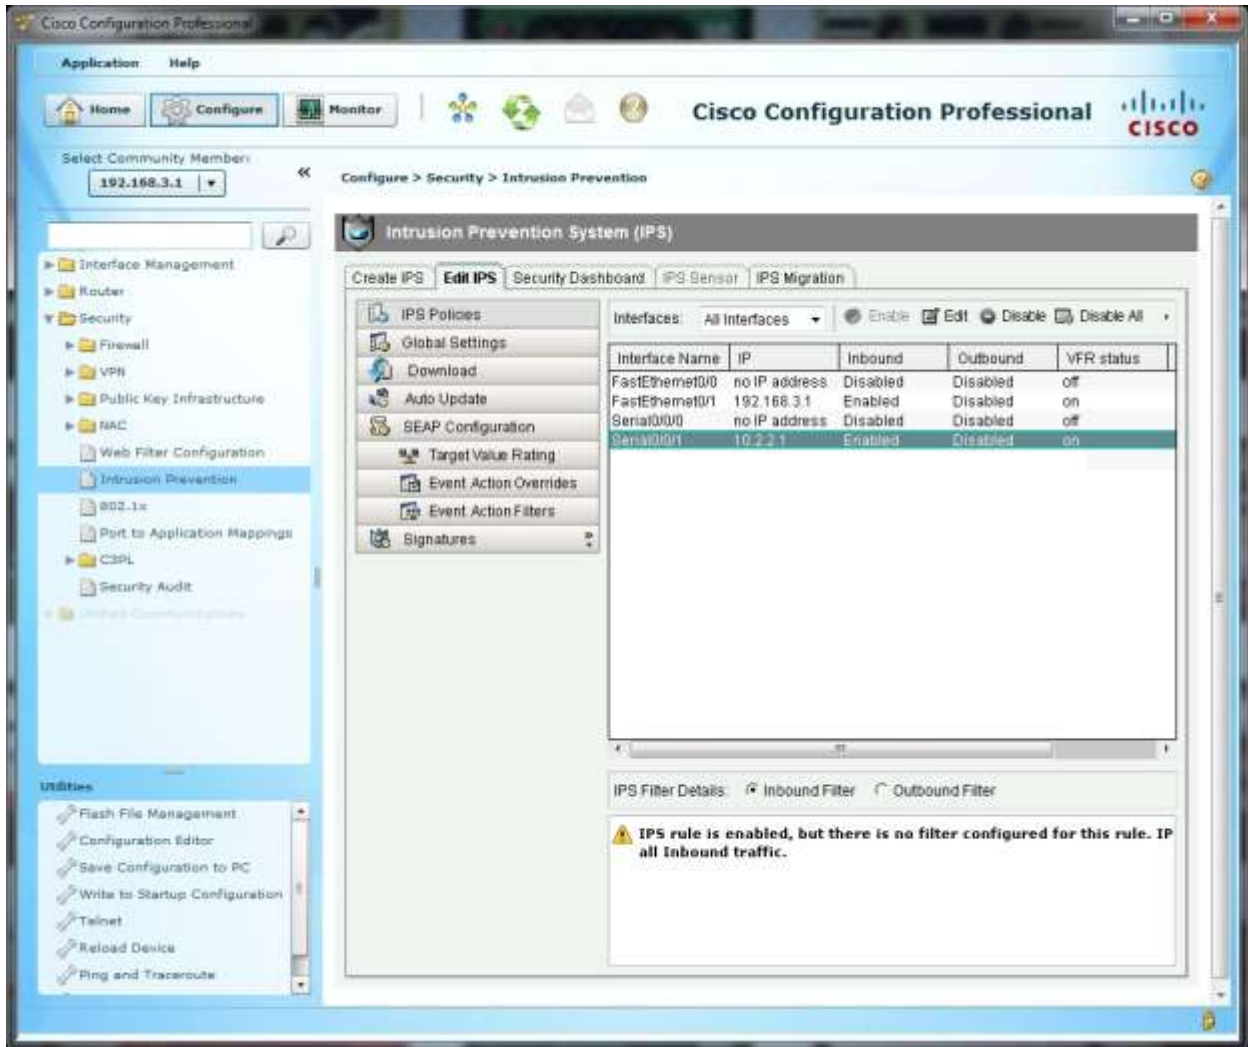 Cisco Configuration Professional
Application Help
Home Configure Monitor
Cisco Configuration Professional
CISCO
Select Community Member:
192.168.3.1
Configure > Security > Intrusion Prevention
Interface Management
Router
Security
Firewall
VPN
Public Key Infrastructure
NAC
Web Filter Configuration
Intrusion Prevention
802.1x
Port to Application Mappings
C3PL
Security Audit
Unified Communications
Intrusion Prevention System (IPS)
Create IPS Edit IPS Security Dashboard IPS Sensor IPS Migration
IPS Policies
Global Settings
Download
Auto Update
SEAP Configuration
Target Value Rating
Event Action Overrides
Event Action Filters
Signatures
Interfaces: All Interfaces Enable Edit Disable Disable All
Interface Name IP Inbound Outbound VFR status
FastEthernet0/0 no IP address Disabled Disabled off
FastEthernet0/1 192.168.3.1 Enabled Disabled on
Serial0/0/0 no IP address Disabled Disabled off
Serial0/0/1 10.2.2.1 Enabled Disabled on
IPS Filter Details: Inbound Filter Outbound Filter
IPS rule is enabled, but there is no filter configured for this rule. IP
all Inbound traffic.
Utilities
Flash File Management
Configuration Editor
Save Configuration to PC
Write to Startup Configuration
Telnet
Reload Device
Ping and Traceroute